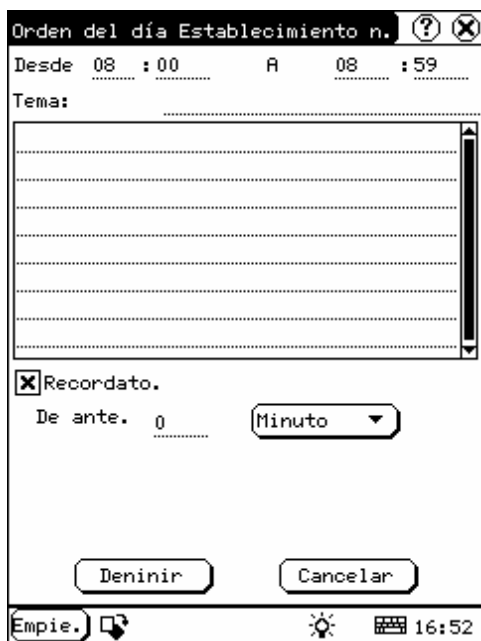 Orden del día Establecimiento n. ?
Desde 08 : 00 A 08 : 59
Tema:
Recordato.
De ante. 0 Minuto
Deninir Cancelar
Empie. 16:52